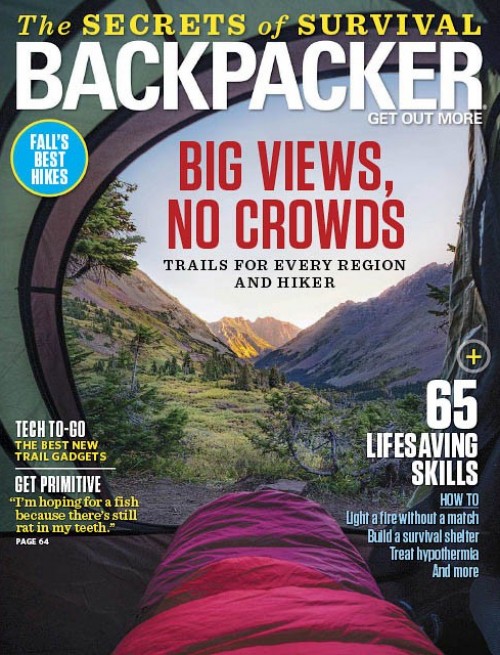 The SECRETS of SURVIVAL
BACKPACKER
GET OUT MORE
FALL'S
BEST
HIKES
BIG VIEWS,
NO CROWDS
TRAILS FOR EVERY REGION
AND HIKER
+
65
LIFESAVING
SKILLS
HOW TO
Light a fire without a match
Build a survival shelter
Treat hypothermia
And more
TECH TO-GO
THE BEST NEW
TRAIL GADGETS
GET PRIMITIVE
"I'm hoping for a fish
because there's still
rat in my teeth."
PAGE 64